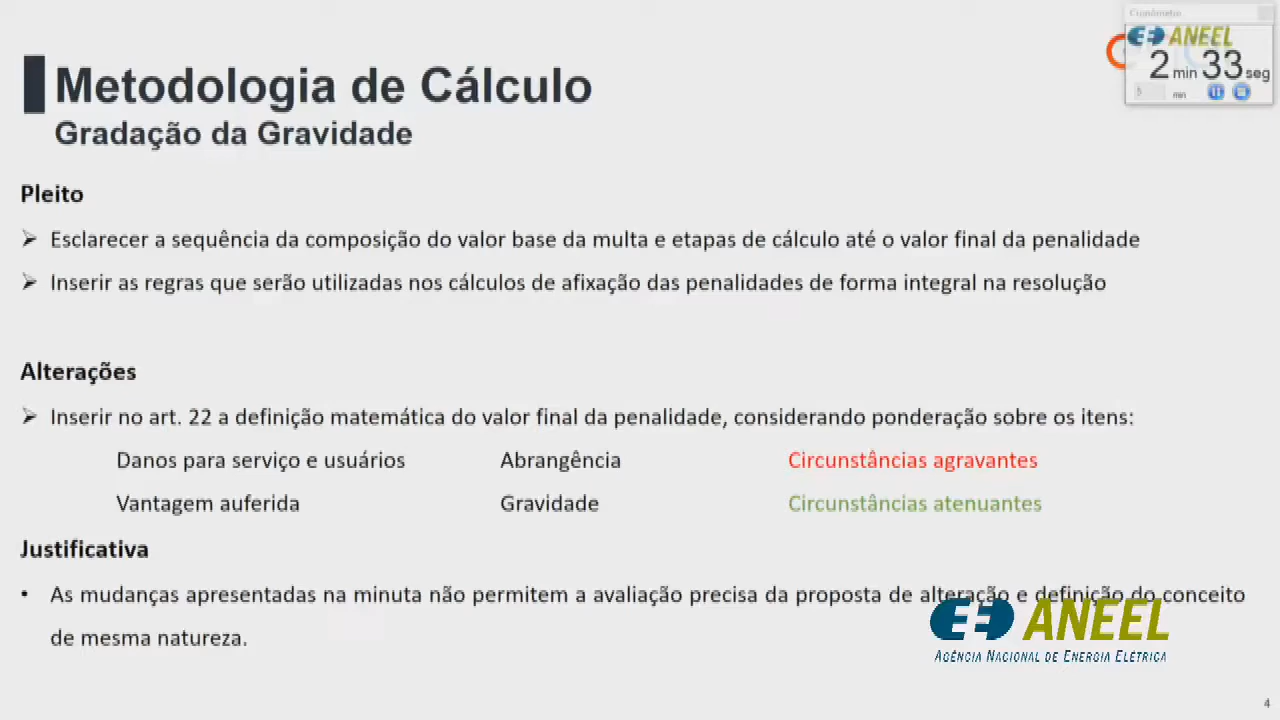 Cronômetro
ANEEL
2 min 33 seg
5 min
Metodologia de Cálculo
Gradação da Gravidade
Pleito
Esclarecer a sequência da composição do valor base da multa e etapas de cálculo até o valor final da penalidade
Inserir as regras que serão utilizadas nos cálculos de afixação das penalidades de forma integral na resolução
Alterações
Inserir no art. 22 a definição matemática do valor final da penalidade, considerando ponderação sobre os itens:
Danos para serviço e usuários Abrangência Circunstâncias agravantes
Vantagem auferida Gravidade Circunstâncias atenuantes
Justificativa
As mudanças apresentadas na minuta não permitem a avaliação precisa da proposta de alteração e definição do conceito
de mesma natureza.
ANEEL
AGÊNCIA NACIONAL DE ENERGIA ELÉTRICA
4